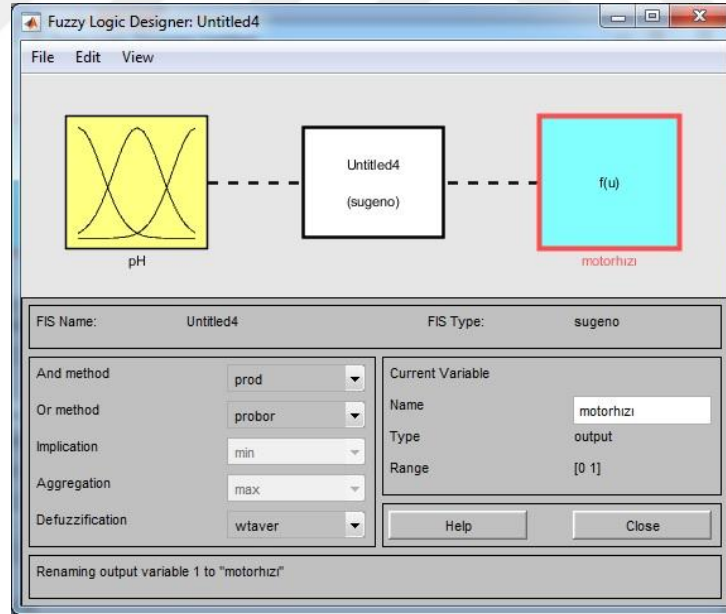 Fuzzy Logic Designer: Untitled4
File Edit View
Untitled4
(sugeno)
f(u)
pH
motorhızı
FIS Name: Untitled4 FIS Type: sugeno
And method prod
Or method probor
Implication min
Aggregation max
Defuzzification wtaver
Current Variable
Name motorhızı
Type output
Range [0 1]
Help Close
Renaming output variable 1 to "motorhızı"